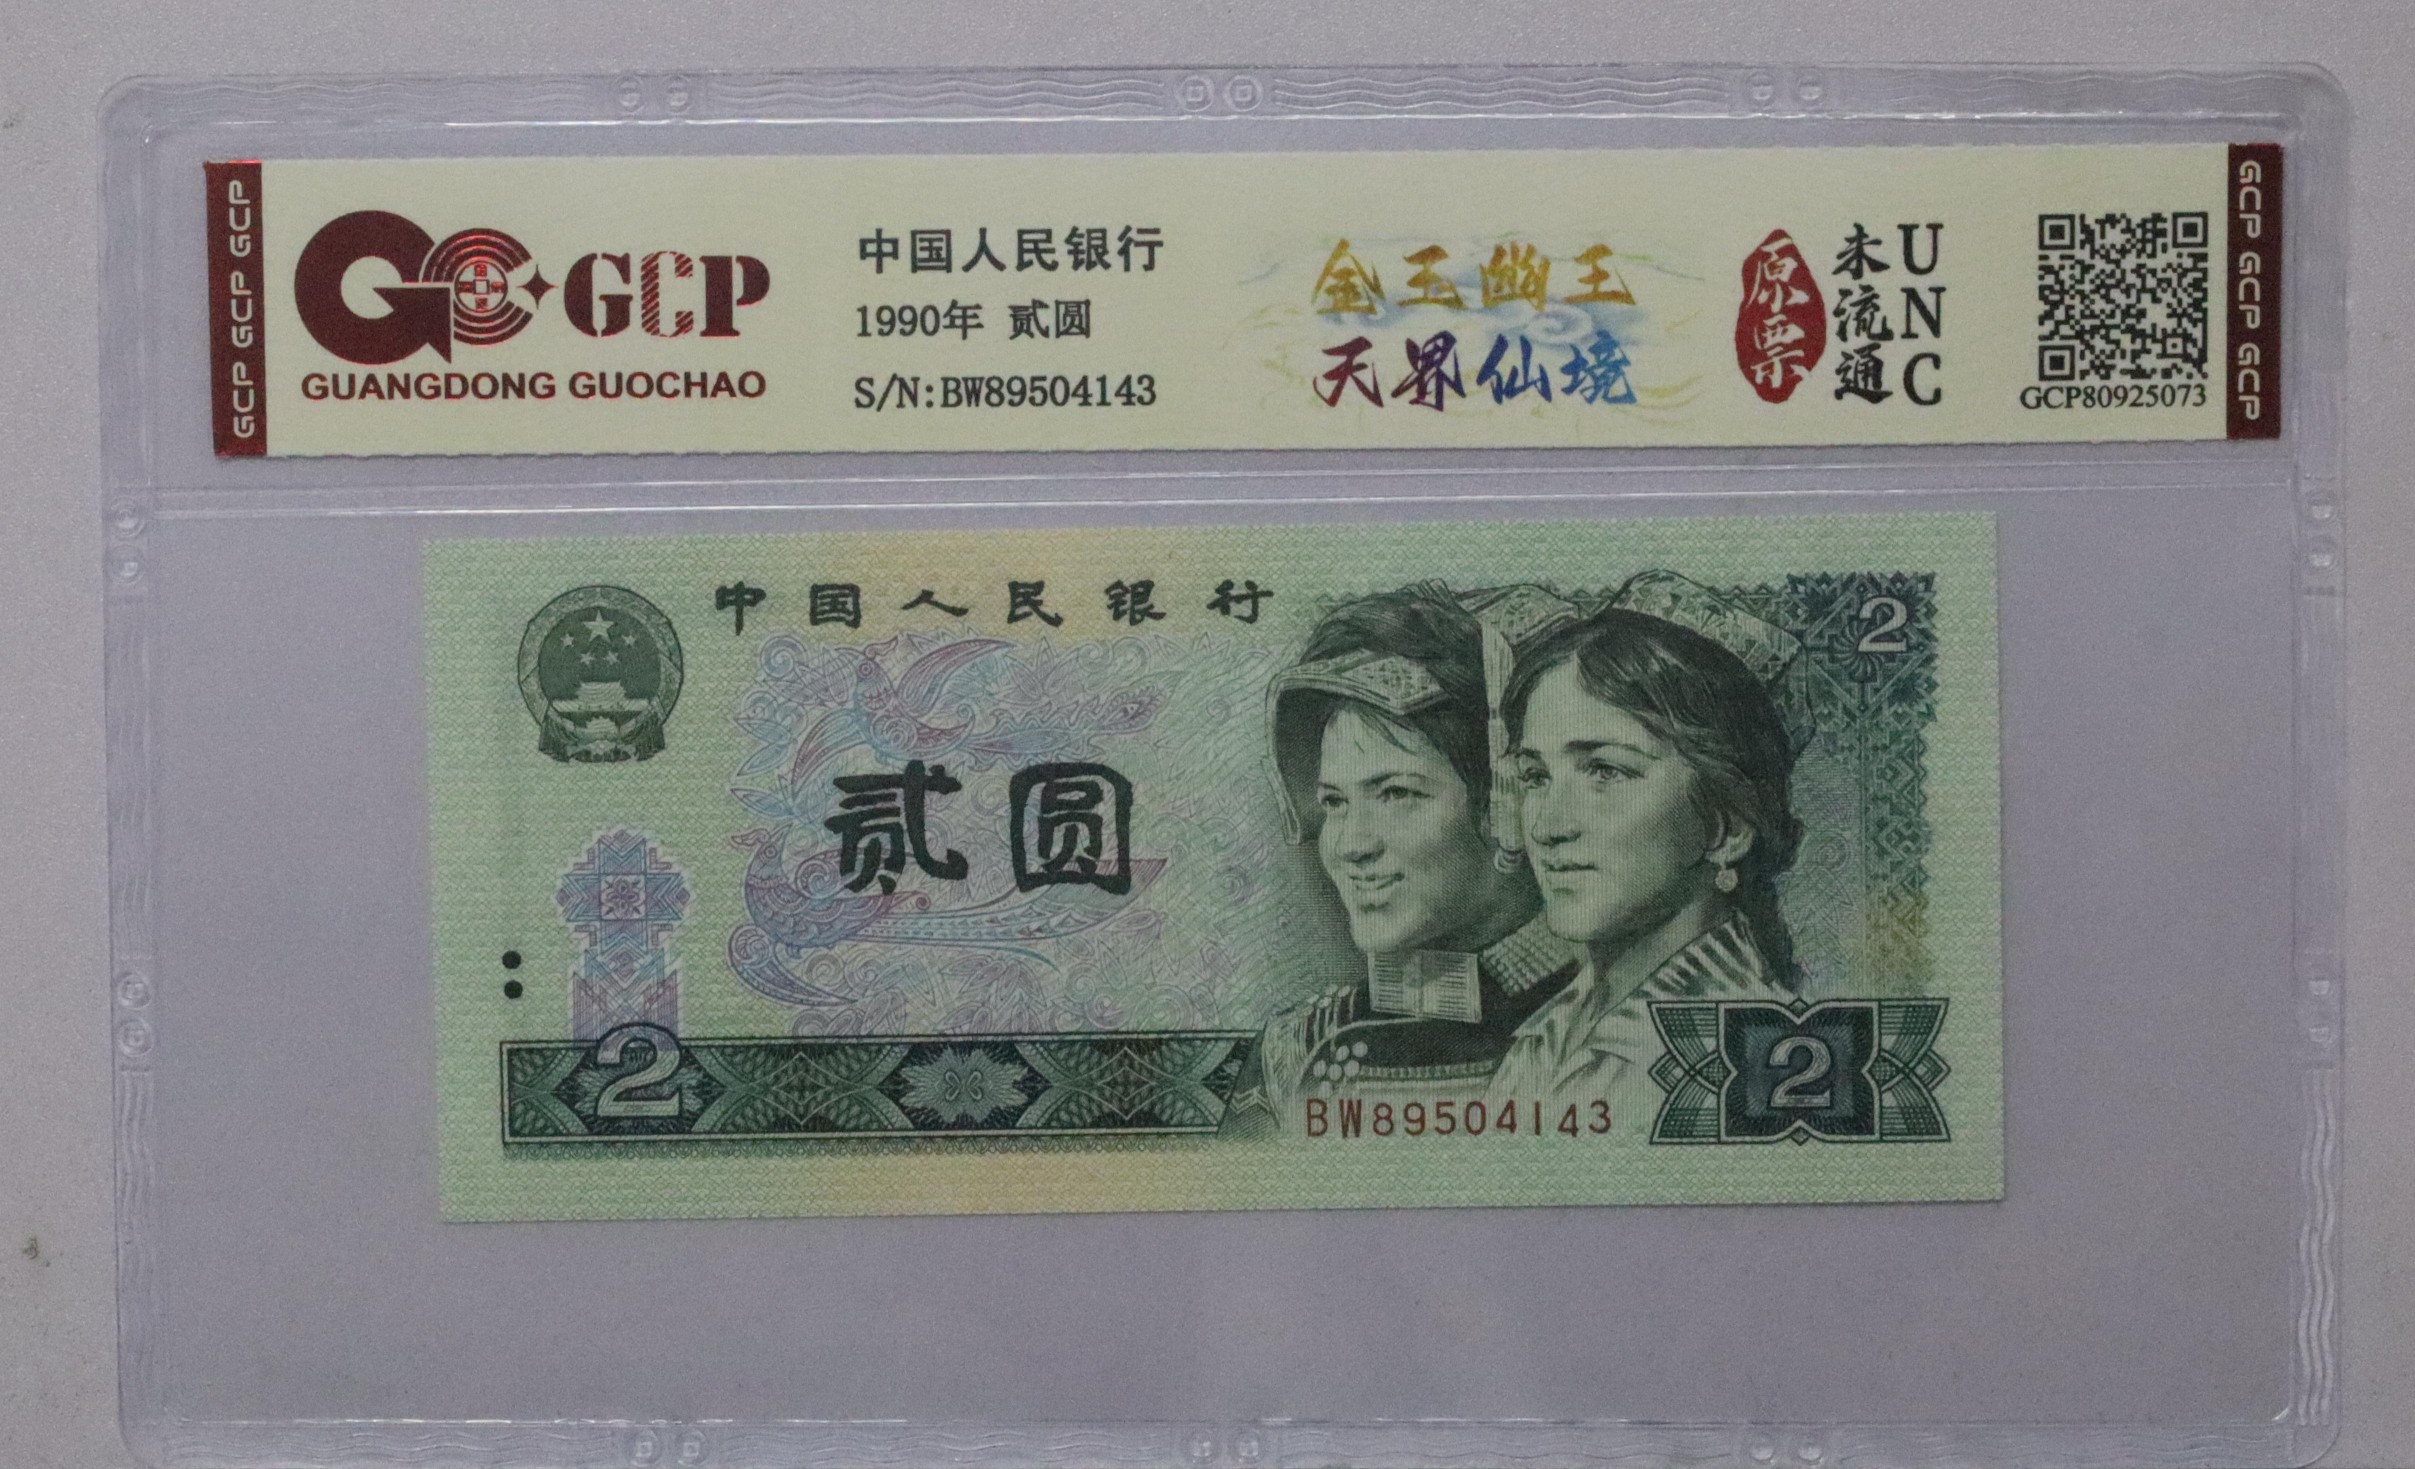 GCP GCP GCP
GCP
GUANGDONG GUOCHAO
中国人民银行
1990年 贰圆
S/N:BW89504143
金玉幽王
天界仙境
原票
未流通
UNC
GCP80925073
GCP GCP GCP
中国人民银行
2
贰圆
2
BW89504143
2